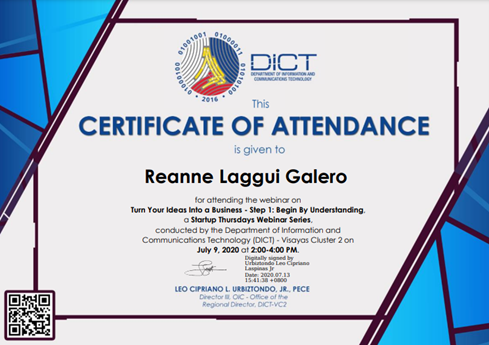 01000100 01001001 01000011 01010100
• 2016 •
DICT
DEPARTMENT OF INFORMATION AND
COMMUNICATIONS TECHNOLOGY
This
CERTIFICATE OF ATTENDANCE
is given to
Reanne Laggui Galero
for attending the webinar on
Turn Your Ideas Into a Business - Step 1: Begin By Understanding,
a Startup Thursdays Webinar Series,
conducted by the Department of Information and
Communications Technology (DICT) - Visayas Cluster 2 on
July 9, 2020 at 2:00-4:00 PM.
Digitally signed by
Urbiztondo Leo Cipriano
Laspinas Jr
Date: 2020.07.13
15:41:38 +0800
LEO CIPRIANO L. URBIZTONDO, JR., PECE
Director III, OIC - Office of the
Regional Director, DICT-VC2